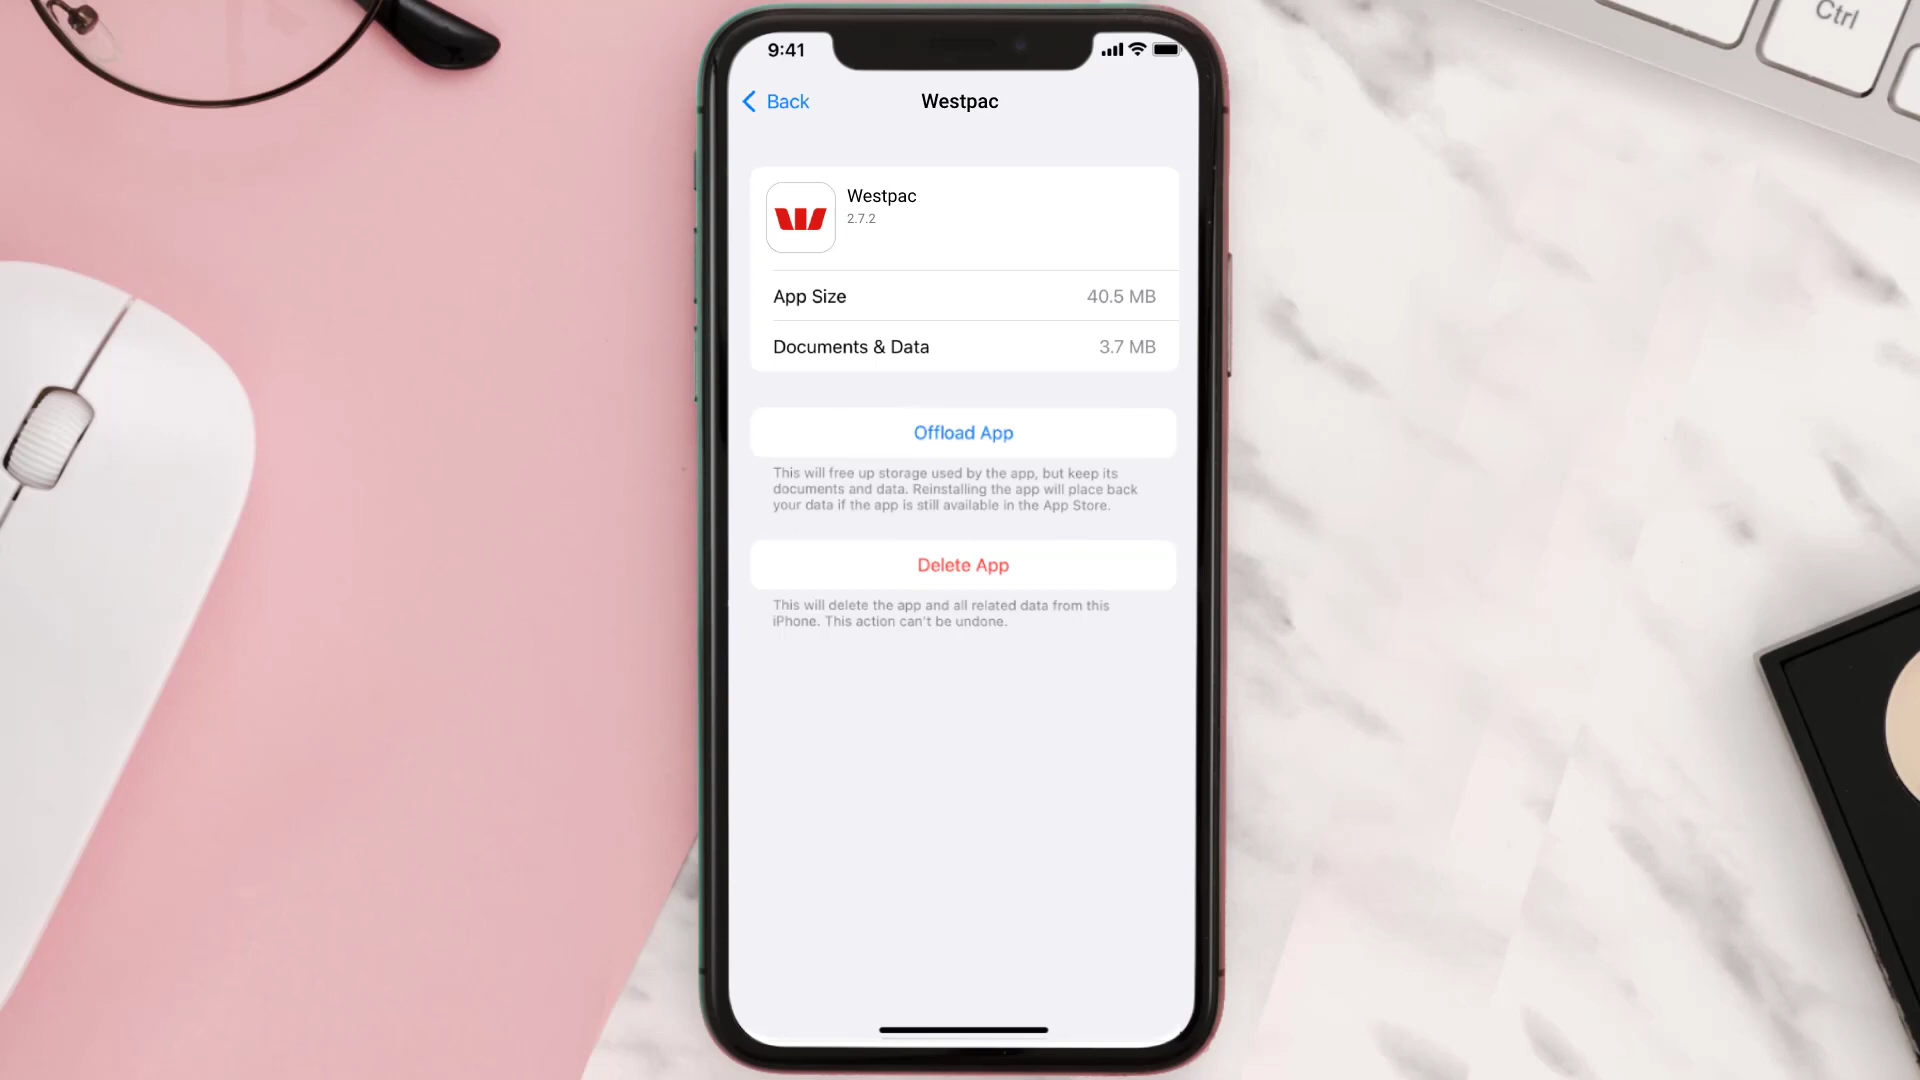 Ctrl
9:41
Back
Westpac
Westpac
2.7.2
App Size
40.5 MB
Documents & Data
3.7 MB
Offload App
This will free up storage used by the app, but keep its
documents and data. Reinstalling the app will place back
your data if the app is still available in the App Store.
Delete App
This will delete the app and all related data from this
iPhone. This action can't be undone.